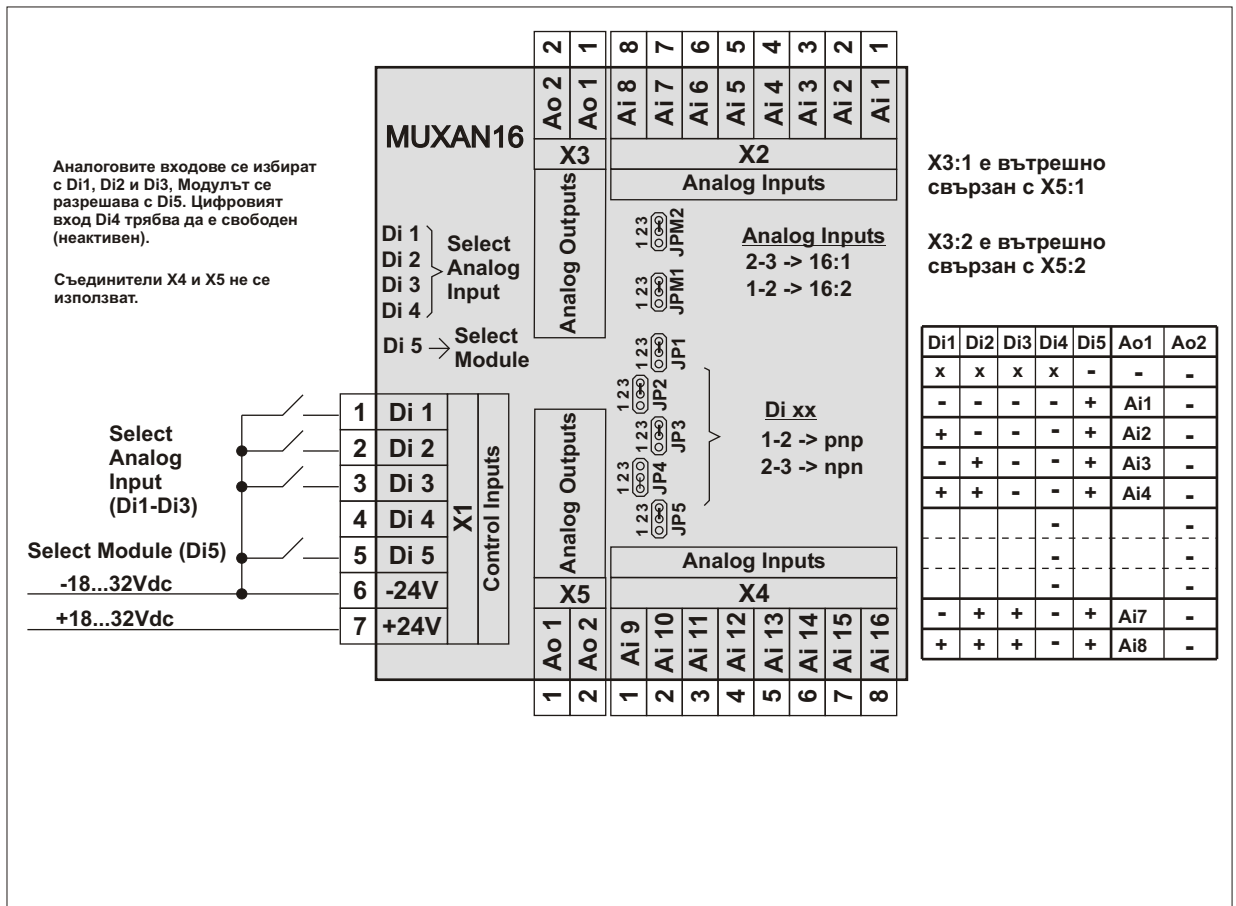 2 1 8 7 6 5 4 3 2 1
Ao 2 Ao 1 Ai 8 Ai 7 Ai 6 Ai 5 Ai 4 Ai 3 Ai 2 Ai 1
MUXAN16
X3 X2
Analog Inputs
Analog Outputs
Аналоговите входове се избират
с Di1, Di2 и Di3, Модулът се
разрешава с Di5. Цифровият
вход Di4 трябва да е свободен
(неактивен).
Съединители X4 и X5 не се
използват.
Di 1
Di 2
Di 3
Di 4
Select
Analog
Input
Di 5
Select
Module
1 2 3 JPM2
1 2 3 JPM1
Analog Inputs
2-3 -> 16:1
1-2 -> 16:2
1 2 3 JP1
1 2 3 JP2
1 2 3 JP3
1 2 3 JP4
1 2 3 JP5
Di xx
1-2 -> pnp
2-3 -> npn
X3:1 е вътрешно
свързан с X5:1
X3:2 е вътрешно
свързан с X5:2
Select
Analog
Input
(Di1-Di3)
Select Module (Di5)
-18...32Vdc
+18...32Vdc
1 Di 1
2 Di 2
3 Di 3
4 Di 4
5 Di 5
6 -24V
7 +24V
X1
Control Inputs
Analog Outputs
Analog Inputs
X5 X4
Ao 1 Ao 2 Ai 9 Ai 10 Ai 11 Ai 12 Ai 13 Ai 14 Ai 15 Ai 16
1 2 1 2 3 4 5 6 7 8
Di1 Di2 Di3 Di4 Di5 Ao1 Ao2
x x x x - - -
- - - - + Ai1 -
+ - - - + Ai2 -
- + - - + Ai3 -
+ + - - + Ai4 -
- -
- -
- -
- + + - + Ai7 -
+ + + - + Ai8 -